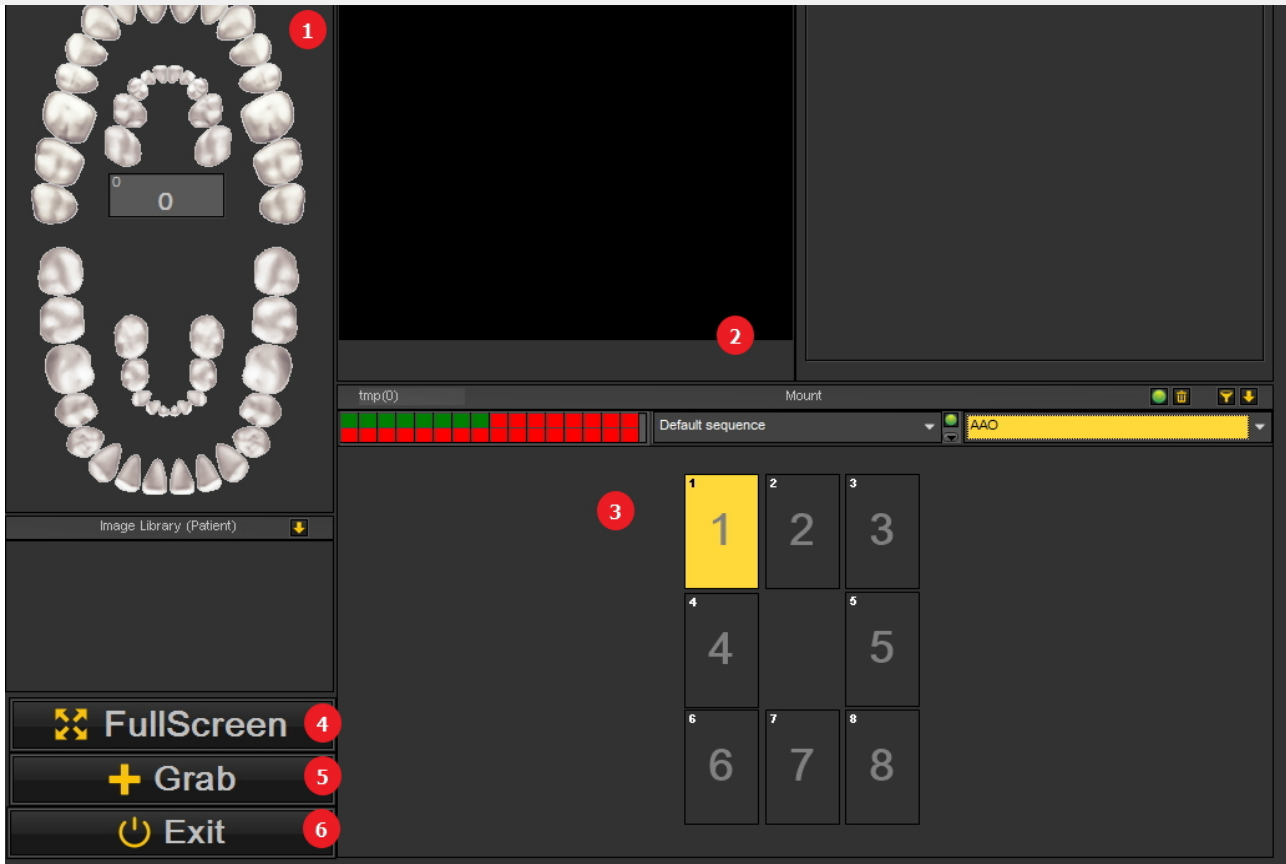 1
0
0
2
tmp(0)
Mount
Default sequence
AAO
3
1 2 3
1 2 3
4 5
4 5
6 7 8
6 7 8
Image Library (Patient)
FullScreen 4
Grab 5
Exit 6